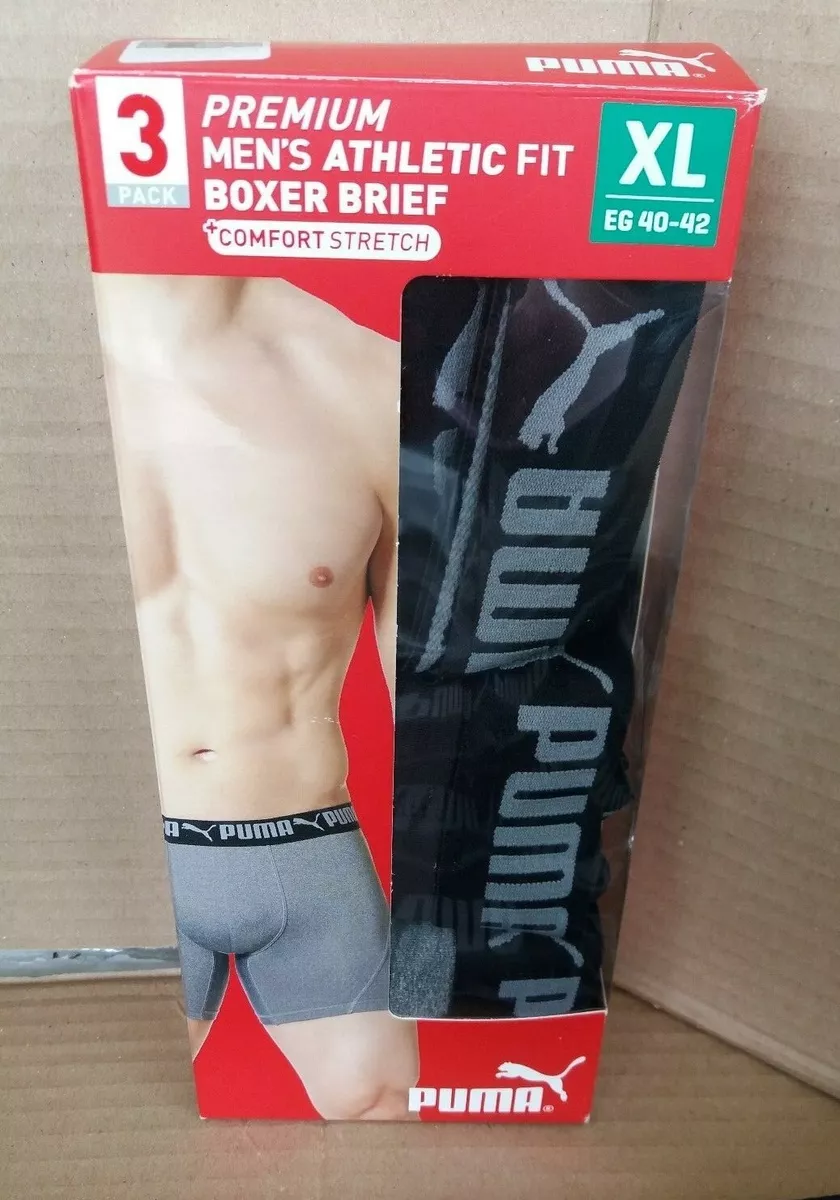 PUMA®
3
PACK
PREMIUM
MEN'S ATHLETIC FIT
BOXER BRIEF
+COMFORT STRETCH
XL
EG 40-42
PUMA
PUMA
PUMA
PUMA®